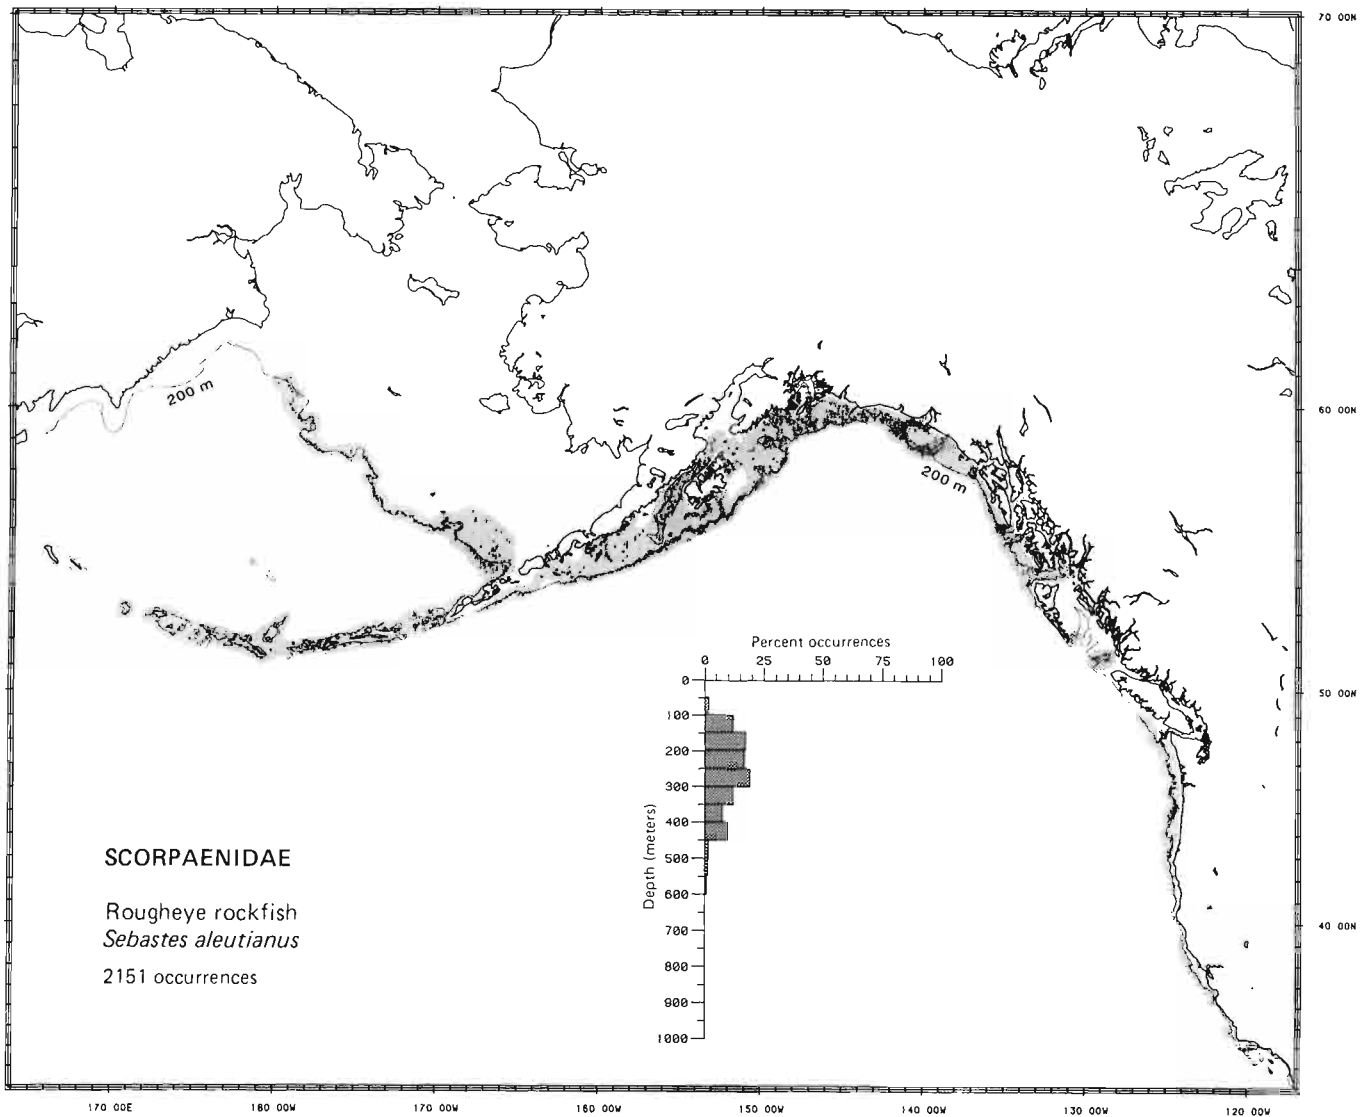 70 00N
200 m
60 00N
200 m
Percent occurrences
0 25 50 75 100
0
50 00N
100
200
300
400
500
600
700
800
900
1000
Depth (meters)
SCORPAENIDAE
Rougheye rockfish
Sebastes aleutianus
2151 occurrences
40 00N
170 00E 180 00W 170 00W 160 00W 150 00W 140 00W 130 00W 120 00W